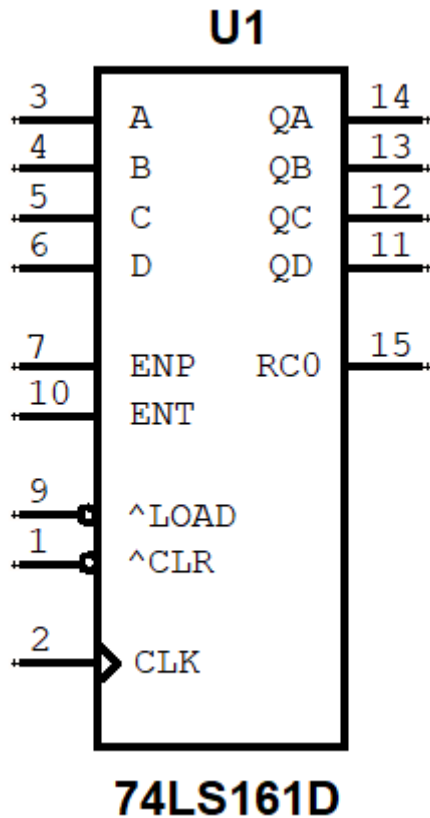 U1
3 A QA 14
4 B QB 13
5 C QC 12
6 D QD 11
7 ENP RCO 15
10 ENT
9 ^LOAD
1 ^CLR
2 CLK
74LS161D